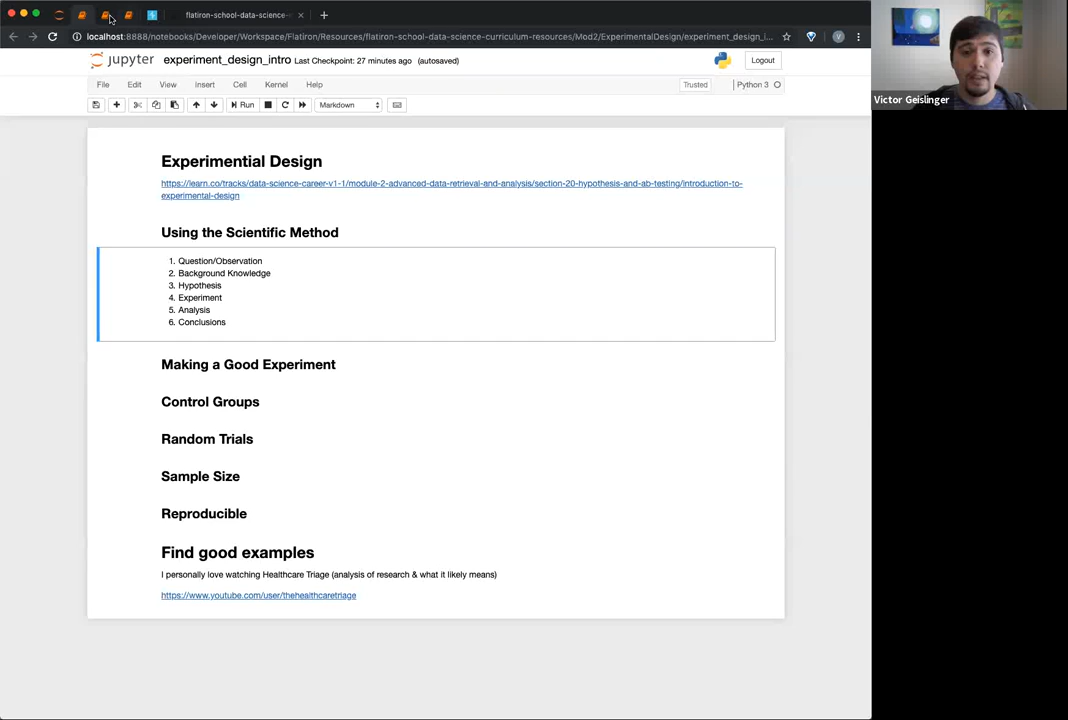 flatiron-school-data-science-
localhost:8888/notebooks/Developer/Workspace/Flatiron/Resources/flatiron-school-data-science-curriculum-resources/Mod2/ExperimentalDesign/experiment_design_i...
V
jupyter experiment_design_intro Last Checkpoint: 27 minutes ago (autosaved)
Logout
File Edit View Insert Cell Kernel Help
Trusted
Python 3
Run
Markdown
Victor Geislinger
Experimential Design
https://learn.co/tracks/data-science-career-v1-1/module-2-advanced-data-retrieval-and-analysis/section-20-hypothesis-and-ab-testing/introduction-to-
experimental-design
Using the Scientific Method
1. Question/Observation
2. Background Knowledge
3. Hypothesis
4. Experiment
5. Analysis
6. Conclusions
Making a Good Experiment
Control Groups
Random Trials
Sample Size
Reproducible
Find good examples
I personally love watching Healthcare Triage (analysis of research & what it likely means)
https://www.youtube.com/user/thehealthcaretriage